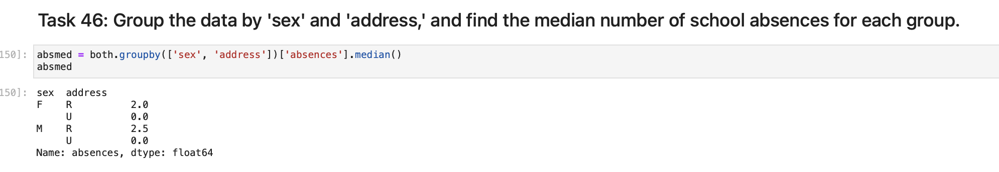 Task 46: Group the data by 'sex' and 'address,' and find the median number of school absences for each group.
150]: absmed = both.groupby(['sex', 'address'])['absences'].median()
absmed
150]: sex address
F R 2.0
U 0.0
M R 2.5
U 0.0
Name: absences, dtype: float64